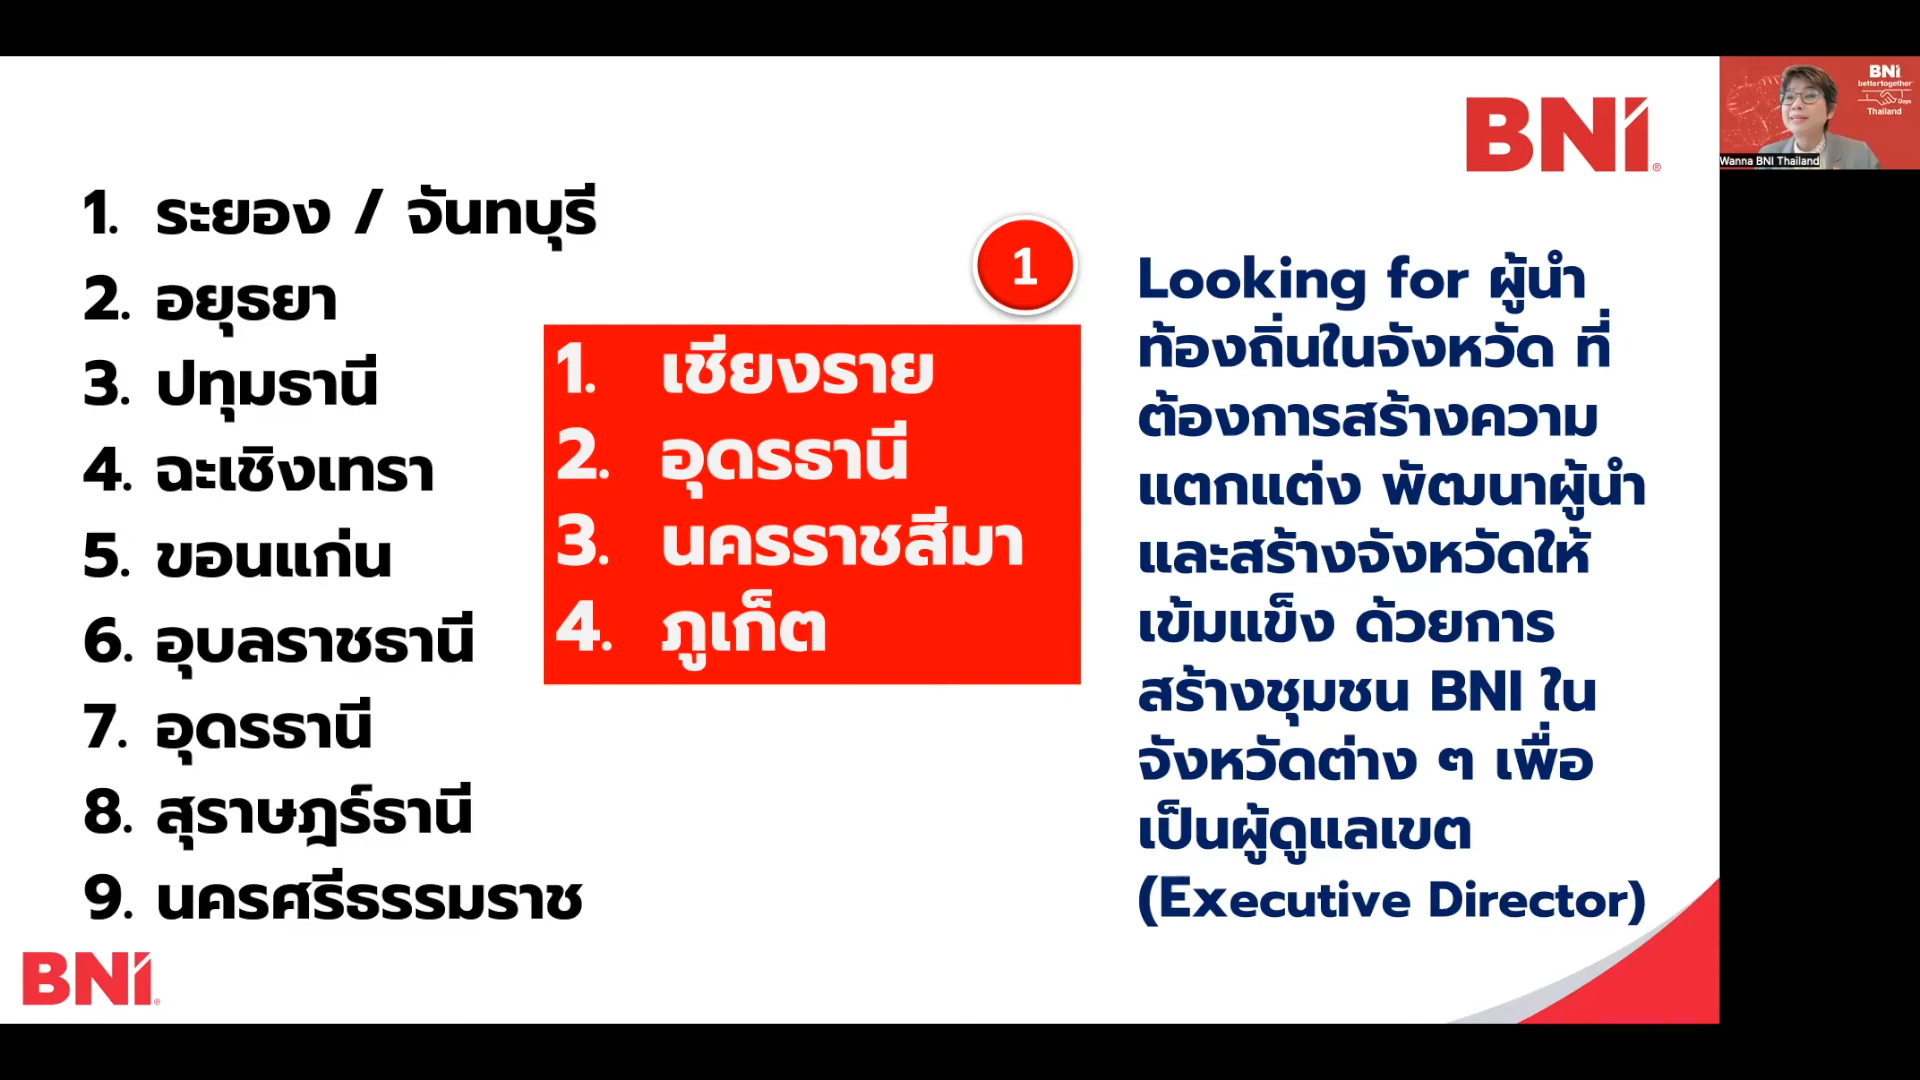 BNI
1. ระยอง / จันทบุรี
2. อยุธยา
3. ปทุมธานี
4. ฉะเชิงเทรา
5. ขอนแก่น
6. อุบลราชธานี
7. อุดรธานี
8. สุราษฎร์ธานี
9. นครศรีธรรมราช
BNI
1
1. เชียงราย
2. อุดรธานี
3. นครราชสีมา
4. ภูเก็ต
Looking for ผู้นำ
ท้องถิ่นในจังหวัด ที่
ต้องการสร้างความ
แตกแต่ง พัฒนาผู้นำ
และสร้างจังหวัดให้
เข้มแข็ง ด้วยการ
สร้างชุมชน BNI ใน
จังหวัดต่าง ๆ เพื่อ
เป็นผู้ดูแลเขต
(Executive Director)
BNI
bettertogether
Days
Thailand
Wanna BNI Thailand